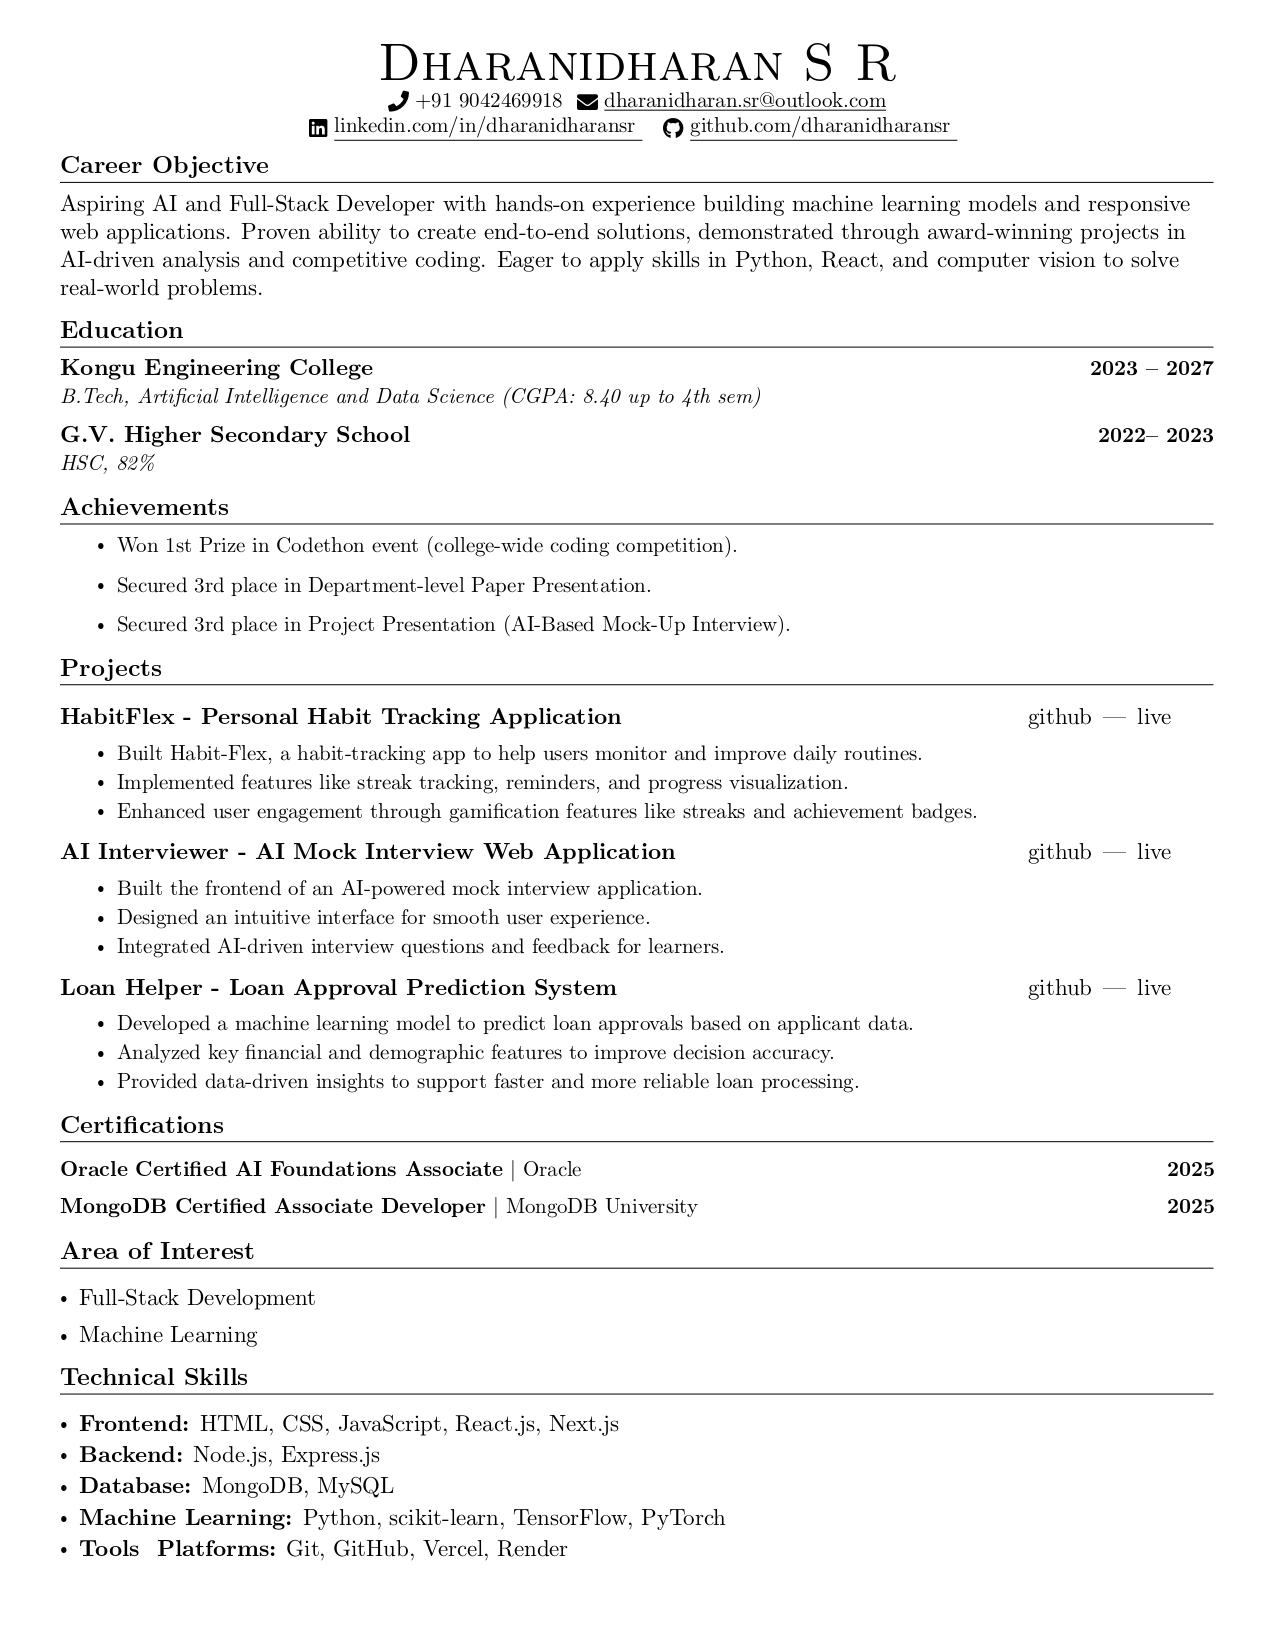 Dharanidharan S R
+91 9042469918 dharanidharan.sr@outlook.com
linkedin.com/in/dharanidharansr github.com/dharanidharansr
Career Objective
Aspiring AI and Full-Stack Developer with hands-on experience building machine learning models and responsive
web applications. Proven ability to create end-to-end solutions, demonstrated through award-winning projects in
AI-driven analysis and competitive coding. Eager to apply skills in Python, React, and computer vision to solve
real-world problems.
Education
Kongu Engineering College 2023 – 2027
B.Tech, Artificial Intelligence and Data Science (CGPA: 8.40 up to 4th sem)
G.V. Higher Secondary School 2022– 2023
HSC, 82%
Achievements
• Won 1st Prize in Codethon event (college-wide coding competition).
• Secured 3rd place in Department-level Paper Presentation.
• Secured 3rd place in Project Presentation (AI-Based Mock-Up Interview).
Projects
HabitFlex - Personal Habit Tracking Application github — live
• Built Habit-Flex, a habit-tracking app to help users monitor and improve daily routines.
• Implemented features like streak tracking, reminders, and progress visualization.
• Enhanced user engagement through gamification features like streaks and achievement badges.
AI Interviewer - AI Mock Interview Web Application github — live
• Built the frontend of an AI-powered mock interview application.
• Designed an intuitive interface for smooth user experience.
• Integrated AI-driven interview questions and feedback for learners.
Loan Helper - Loan Approval Prediction System github — live
• Developed a machine learning model to predict loan approvals based on applicant data.
• Analyzed key financial and demographic features to improve decision accuracy.
• Provided data-driven insights to support faster and more reliable loan processing.
Certifications
Oracle Certified AI Foundations Associate | Oracle 2025
MongoDB Certified Associate Developer | MongoDB University 2025
Area of Interest
• Full-Stack Development
• Machine Learning
Technical Skills
• Frontend: HTML, CSS, JavaScript, React.js, Next.js
• Backend: Node.js, Express.js
• Database: MongoDB, MySQL
• Machine Learning: Python, scikit-learn, TensorFlow, PyTorch
• Tools Platforms: Git, GitHub, Vercel, Render